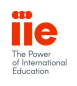 iie
The Power
of International
Education